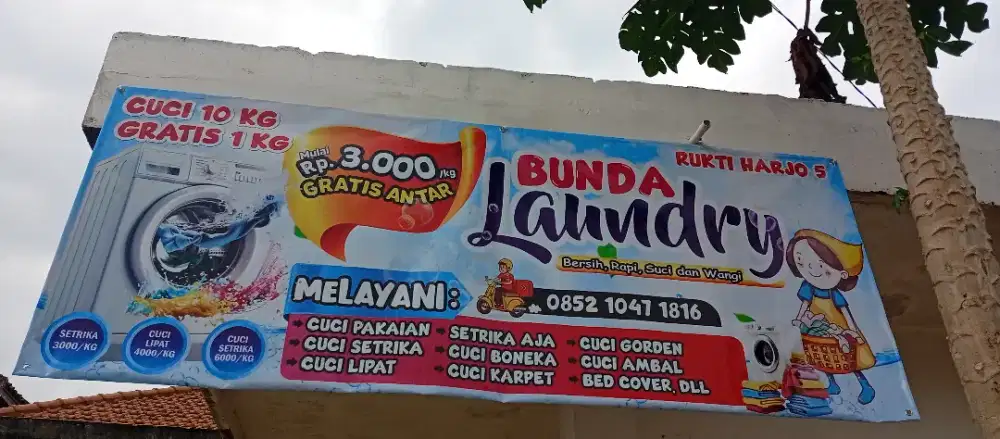 CUCI 10 KG
GRATIS 1 KG
Mulai
Rp. 3.000/kg
GRATIS ANTAR
BUNDA
Laundry
RUKTI HARJO 5
Bersih, Rapi, Suci dan Wangi
0852 1047 1816
MELAYANI :
CUCI PAKAIAN
CUCI SETRIKA
CUCI LIPAT
SETRIKA AJA
CUCI BONEKA
CUCI KARPET
CUCI GORDEN
CUCI AMBAL
BED COVER, DLL
SETRIKA
3000/KG
CUCI
LIPAT
4000/KG
CUCI
SETRIKA
6000/KG